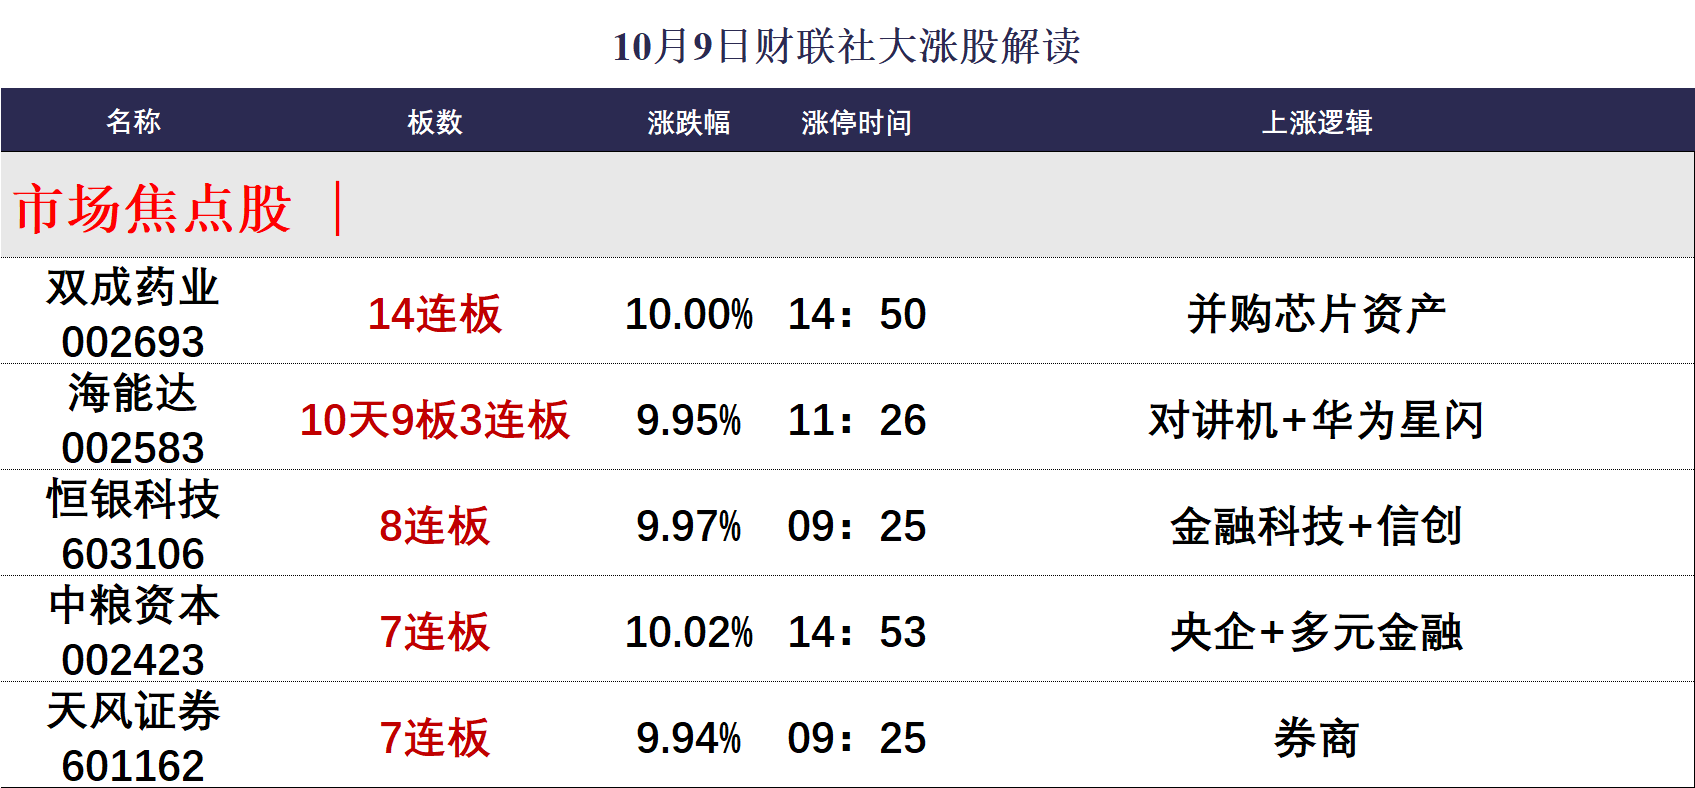 10月9日财联社大涨股解读
名称 板数 涨跌幅 涨停时间 上涨逻辑
市场焦点股 |
双成药业
002693 14连板 10.00% 14：50 并购芯片资产
海能达
002583 10天9板3连板 9.95% 11：26 对讲机+华为星闪
恒银科技
603106 8连板 9.97% 09：25 金融科技+信创
中粮资本
002423 7连板 10.02% 14：53 央企+多元金融
天风证券
601162 7连板 9.94% 09：25 券商